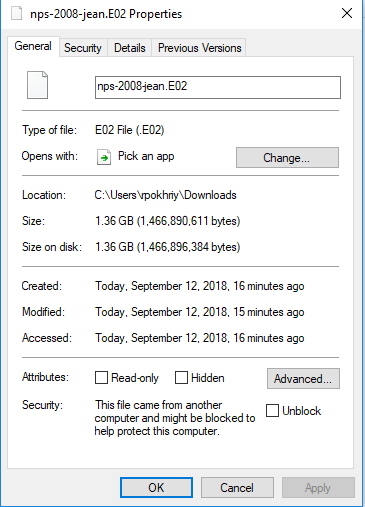 nps-2008-jean.E02 Properties
General Security Details Previous Versions
nps-2008-jean.E02
Type of file: E02 File (.E02)
Opens with: Pick an app Change...
Location: C:\Users\rpokhriy\Downloads
Size: 1.36 GB (1,466,890,611 bytes)
Size on disk: 1.36 GB (1,466,896,384 bytes)
Created: Today, September 12, 2018, 16 minutes ago
Modified: Today, September 12, 2018, 15 minutes ago
Accessed: Today, September 12, 2018, 16 minutes ago
Attributes: Read-only Hidden Advanced...
Security: This file came from another
computer and might be blocked to
help protect this computer.
Unblock
OK Cancel Apply